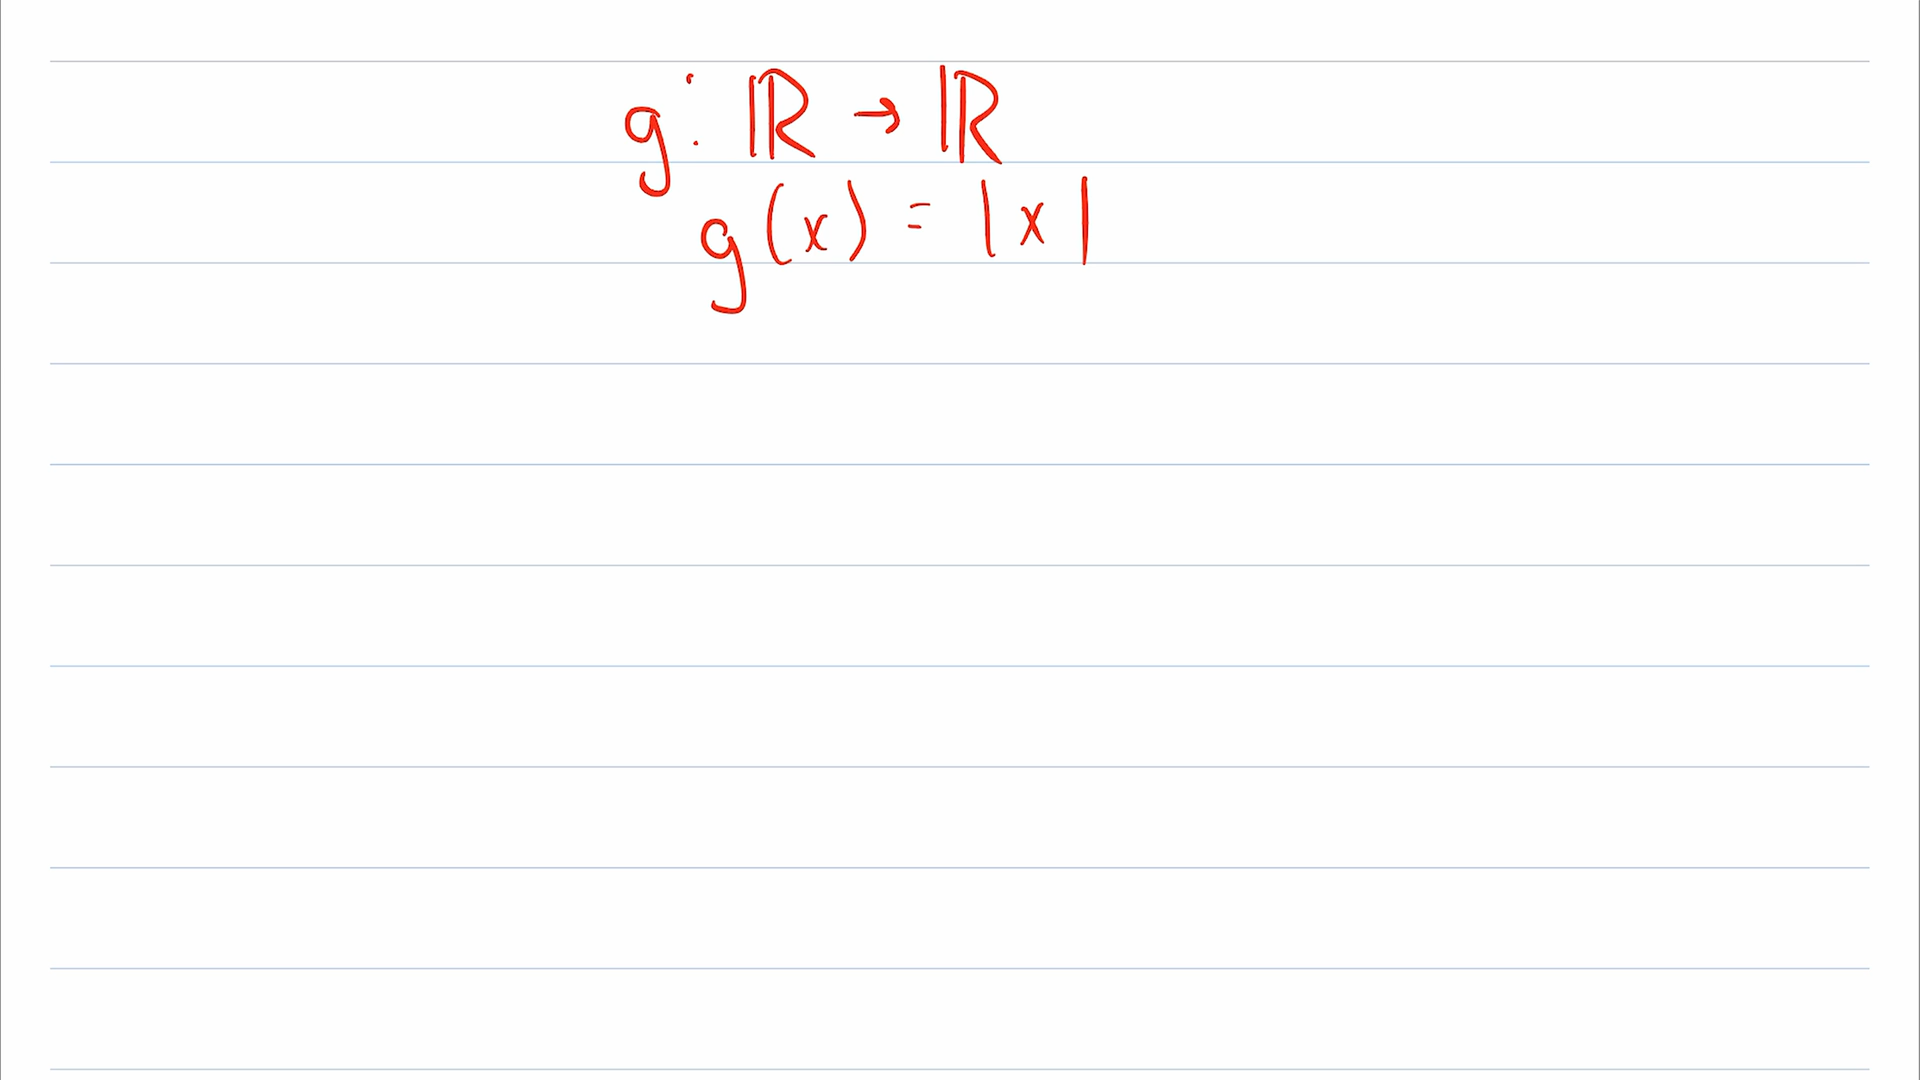 g: ℝ → ℝ
g(x) = |x|